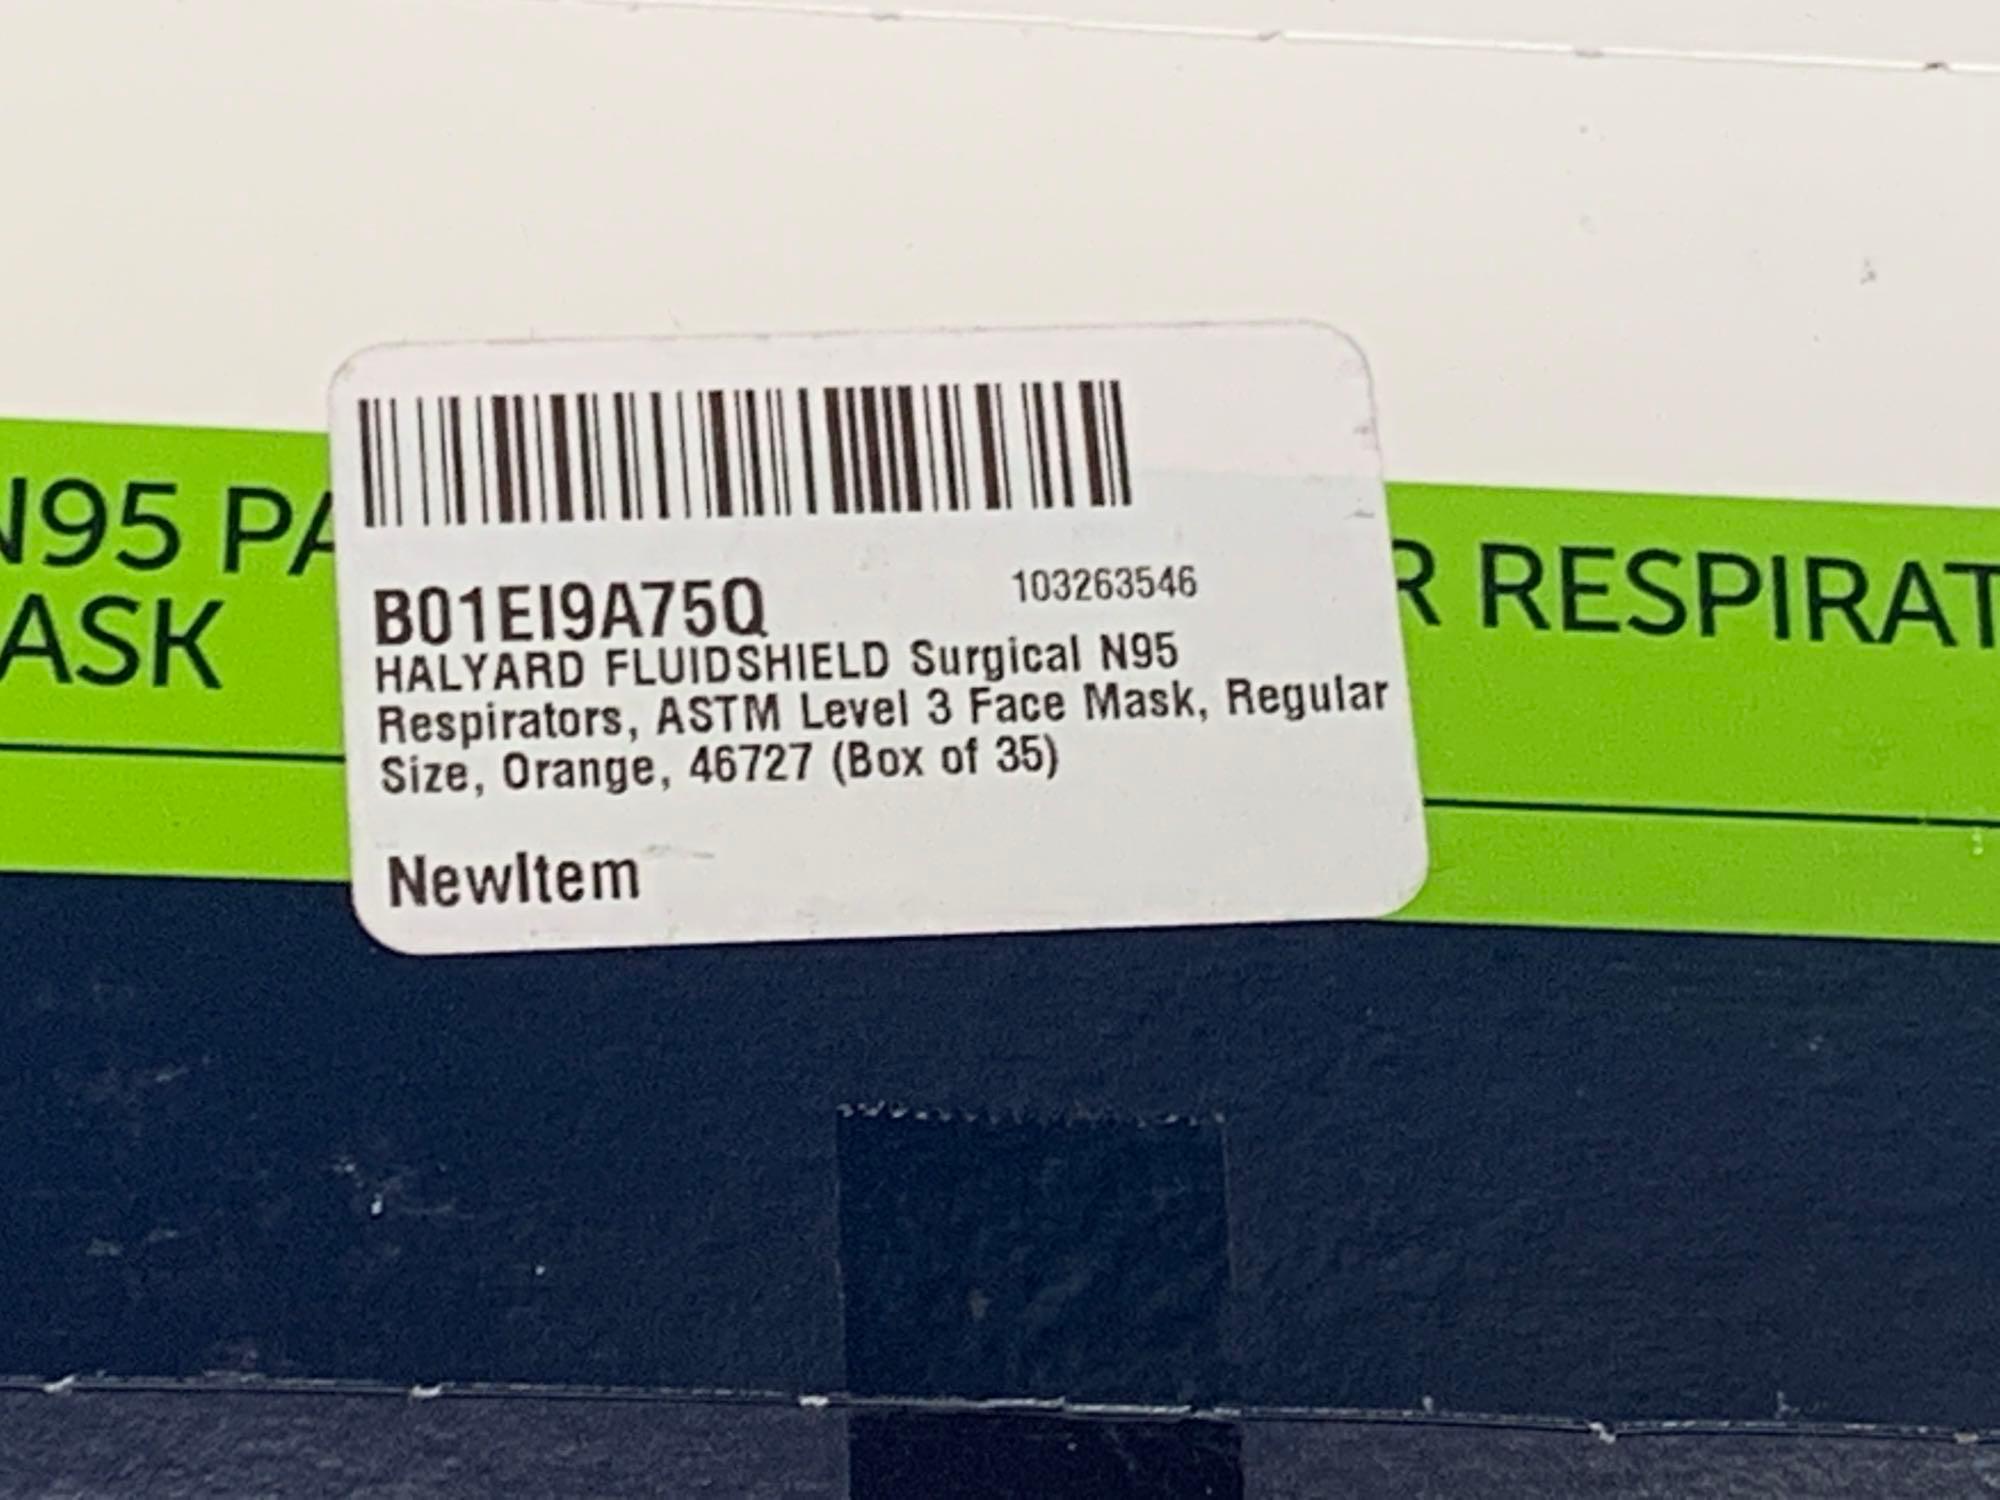 N95 PA
ASK
R RESPIRAT
B01EI9A75Q 103263546
HALYARD FLUIDSHIELD Surgical N95
Respirators, ASTM Level 3 Face Mask, Regular
Size, Orange, 46727 (Box of 35)
NewItem